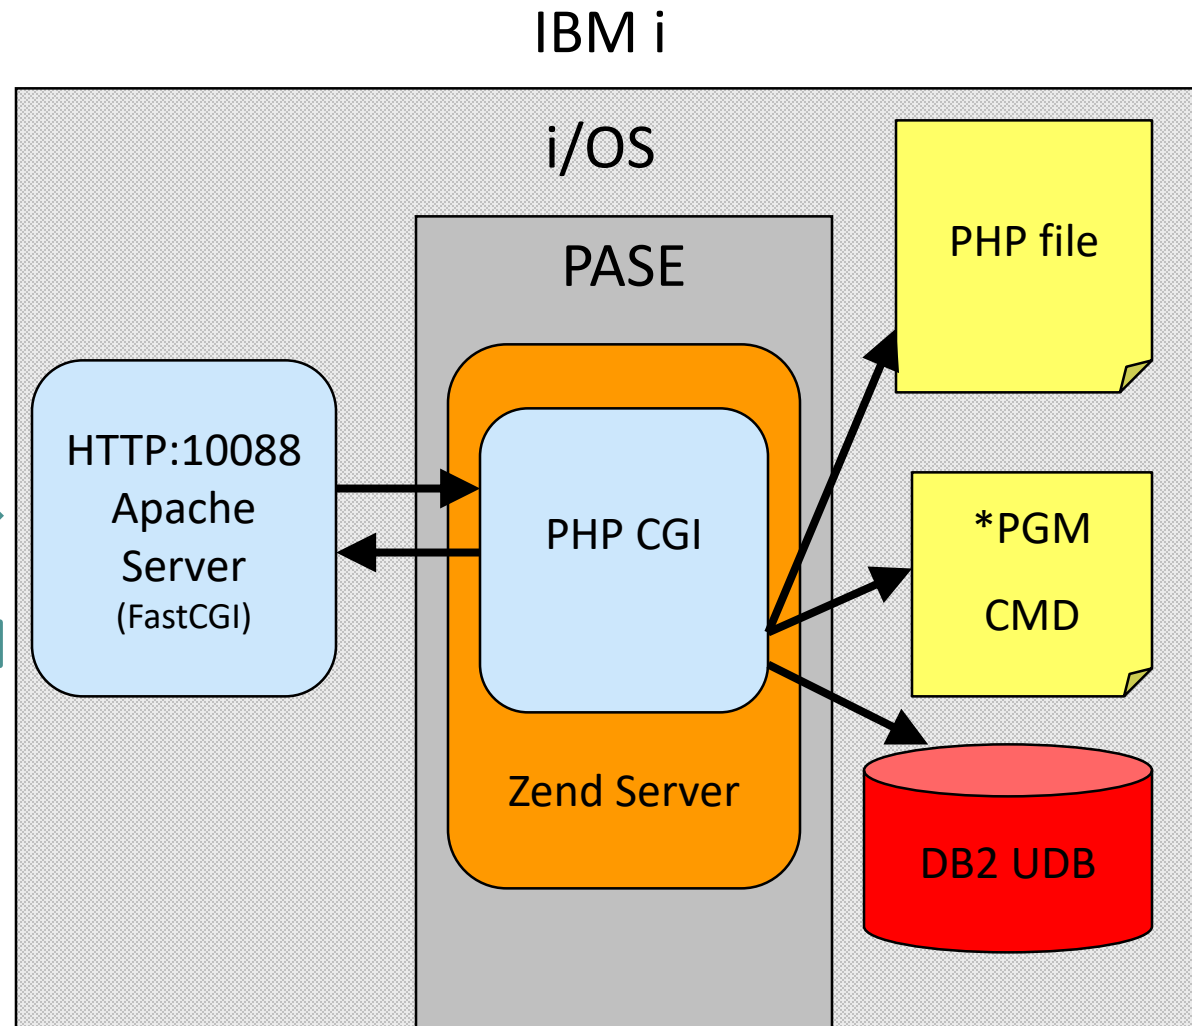 IBM i
i/OS
PASE
PHP file
HTTP:10088
Apache
Server
(FastCGI)
PHP CGI
*PGM
CMD
Zend Server
DB2 UDB